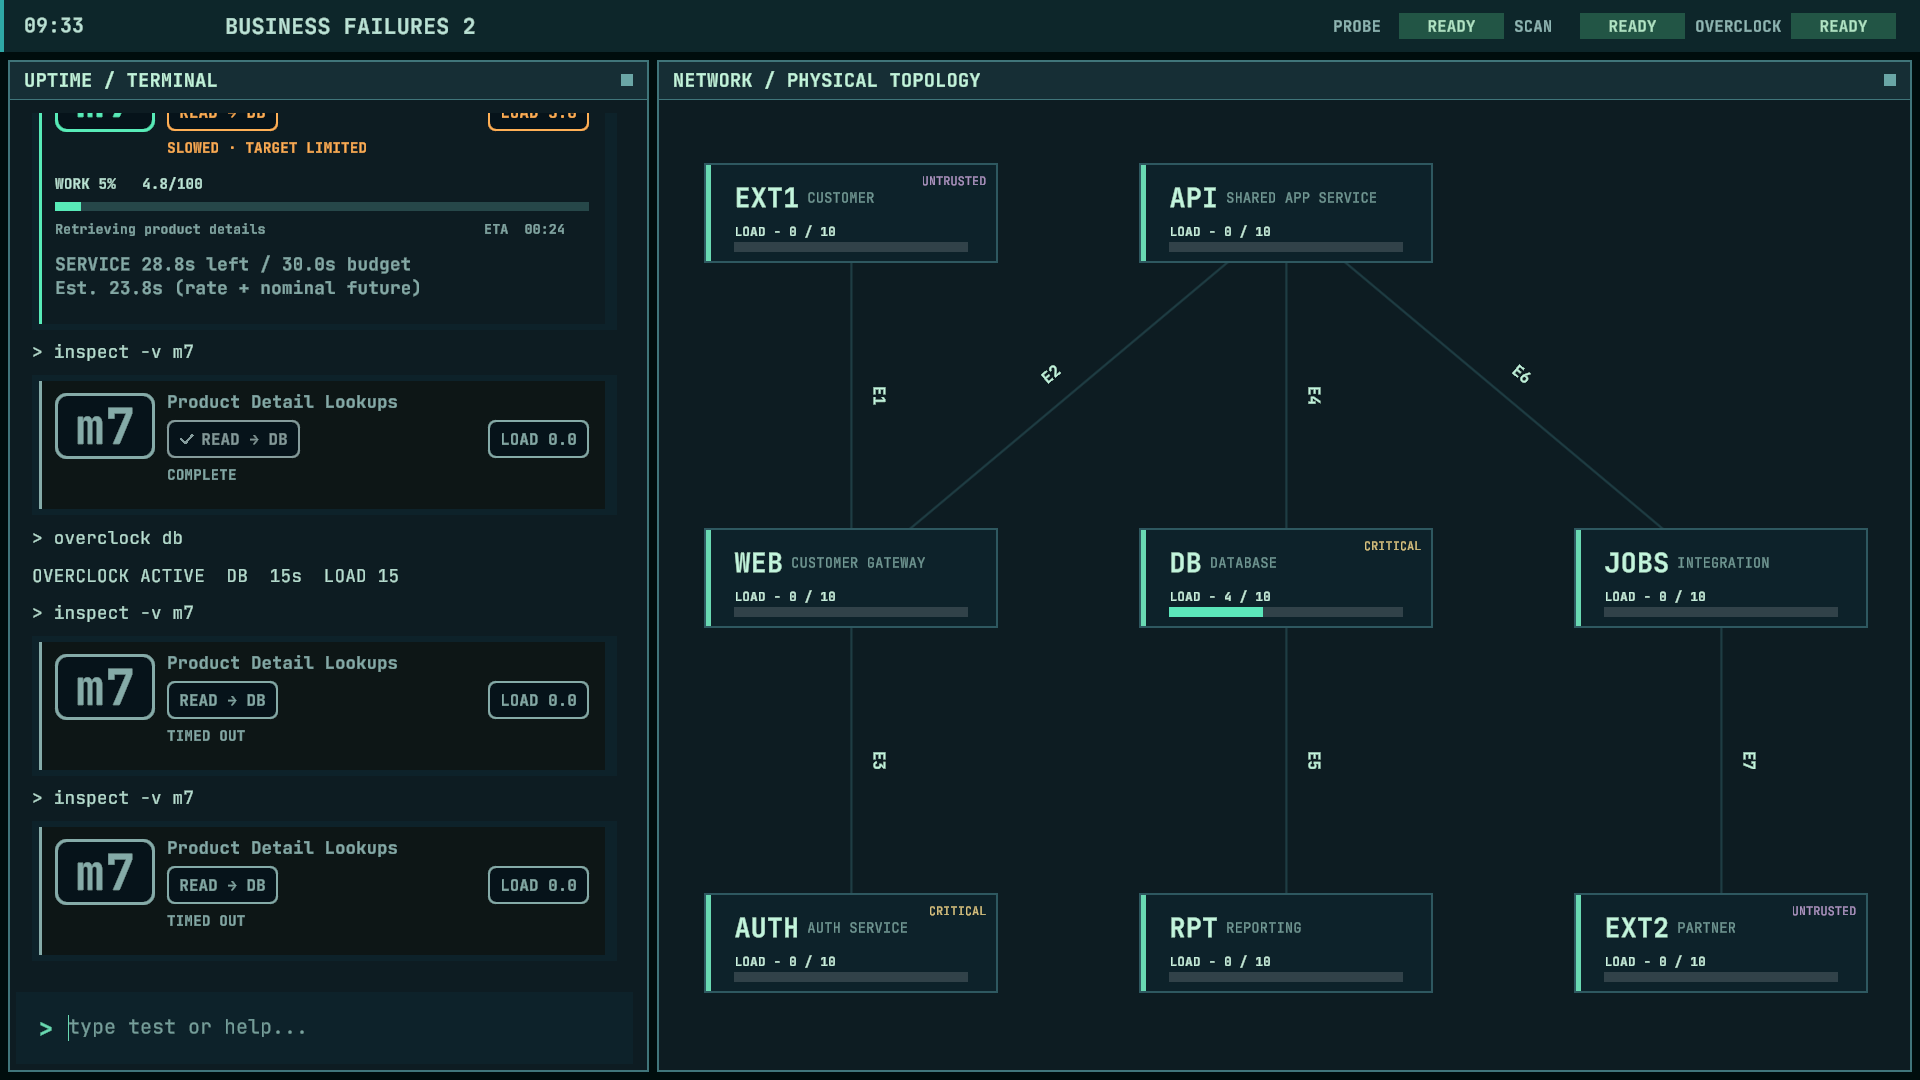 09:33
BUSINESS FAILURES 2
PROBE READY SCAN READY OVERCLOCK READY
UPTIME / TERMINAL
SLOWED · TARGET LIMITED
WORK 5% 4.8/100
Retrieving product details ETA 00:24
SERVICE 28.8s left / 30.0s budget
Est. 23.8s (rate + nominal future)
> inspect -v m7
m7
Product Detail Lookups
✓ READ → DB
LOAD 0.0
COMPLETE
> overclock db
OVERCLOCK ACTIVE DB 15s LOAD 15
> inspect -v m7
m7
Product Detail Lookups
READ → DB
LOAD 0.0
TIMED OUT
> inspect -v m7
m7
Product Detail Lookups
READ → DB
LOAD 0.0
TIMED OUT
> type test or help...
NETWORK / PHYSICAL TOPOLOGY
EXT1 CUSTOMER
UNTRUSTED
LOAD - 0 / 10
API SHARED APP SERVICE
LOAD - 0 / 10
E1
E2
E4
E6
WEB CUSTOMER GATEWAY
LOAD - 0 / 10
DB DATABASE
CRITICAL
LOAD - 4 / 10
JOBS INTEGRATION
LOAD - 0 / 10
E3
E5
E7
AUTH AUTH SERVICE
CRITICAL
LOAD - 0 / 10
RPT REPORTING
LOAD - 0 / 10
EXT2 PARTNER
UNTRUSTED
LOAD - 0 / 10